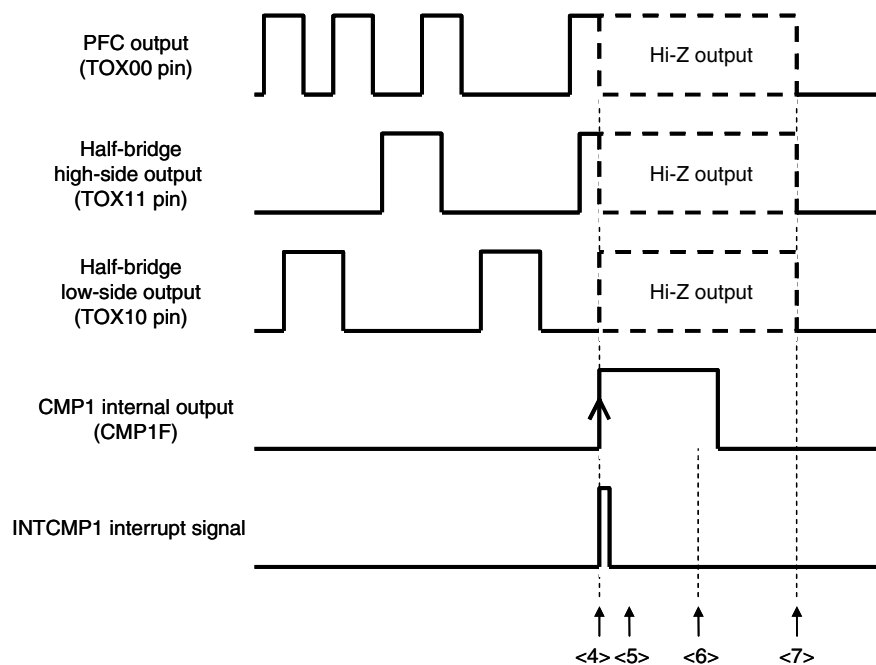 PFC output
(TOX00 pin)
Hi-Z output
Half-bridge
high-side output
(TOX11 pin)
Hi-Z output
Half-bridge
low-side output
(TOX10 pin)
Hi-Z output
CMP1 internal output
(CMP1F)
INTCMP1 interrupt signal
<4> <5> <6> <7>